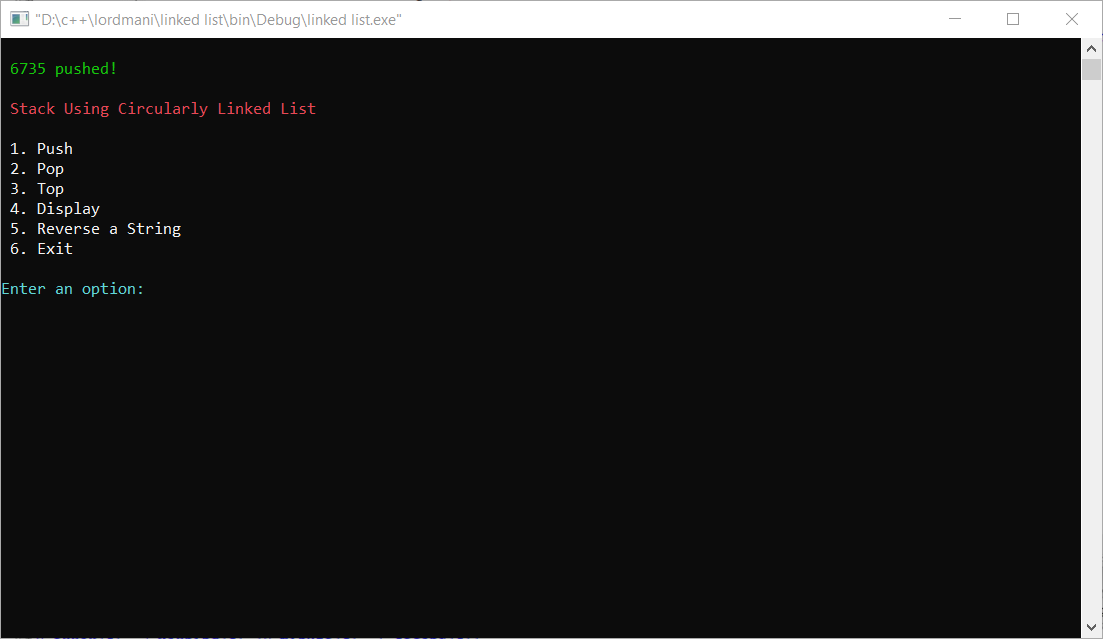 "D:\c++\lordmani\linked list\bin\Debug\linked list.exe"
6735 pushed!
Stack Using Circularly Linked List
1. Push
2. Pop
3. Top
4. Display
5. Reverse a String
6. Exit
Enter an option: